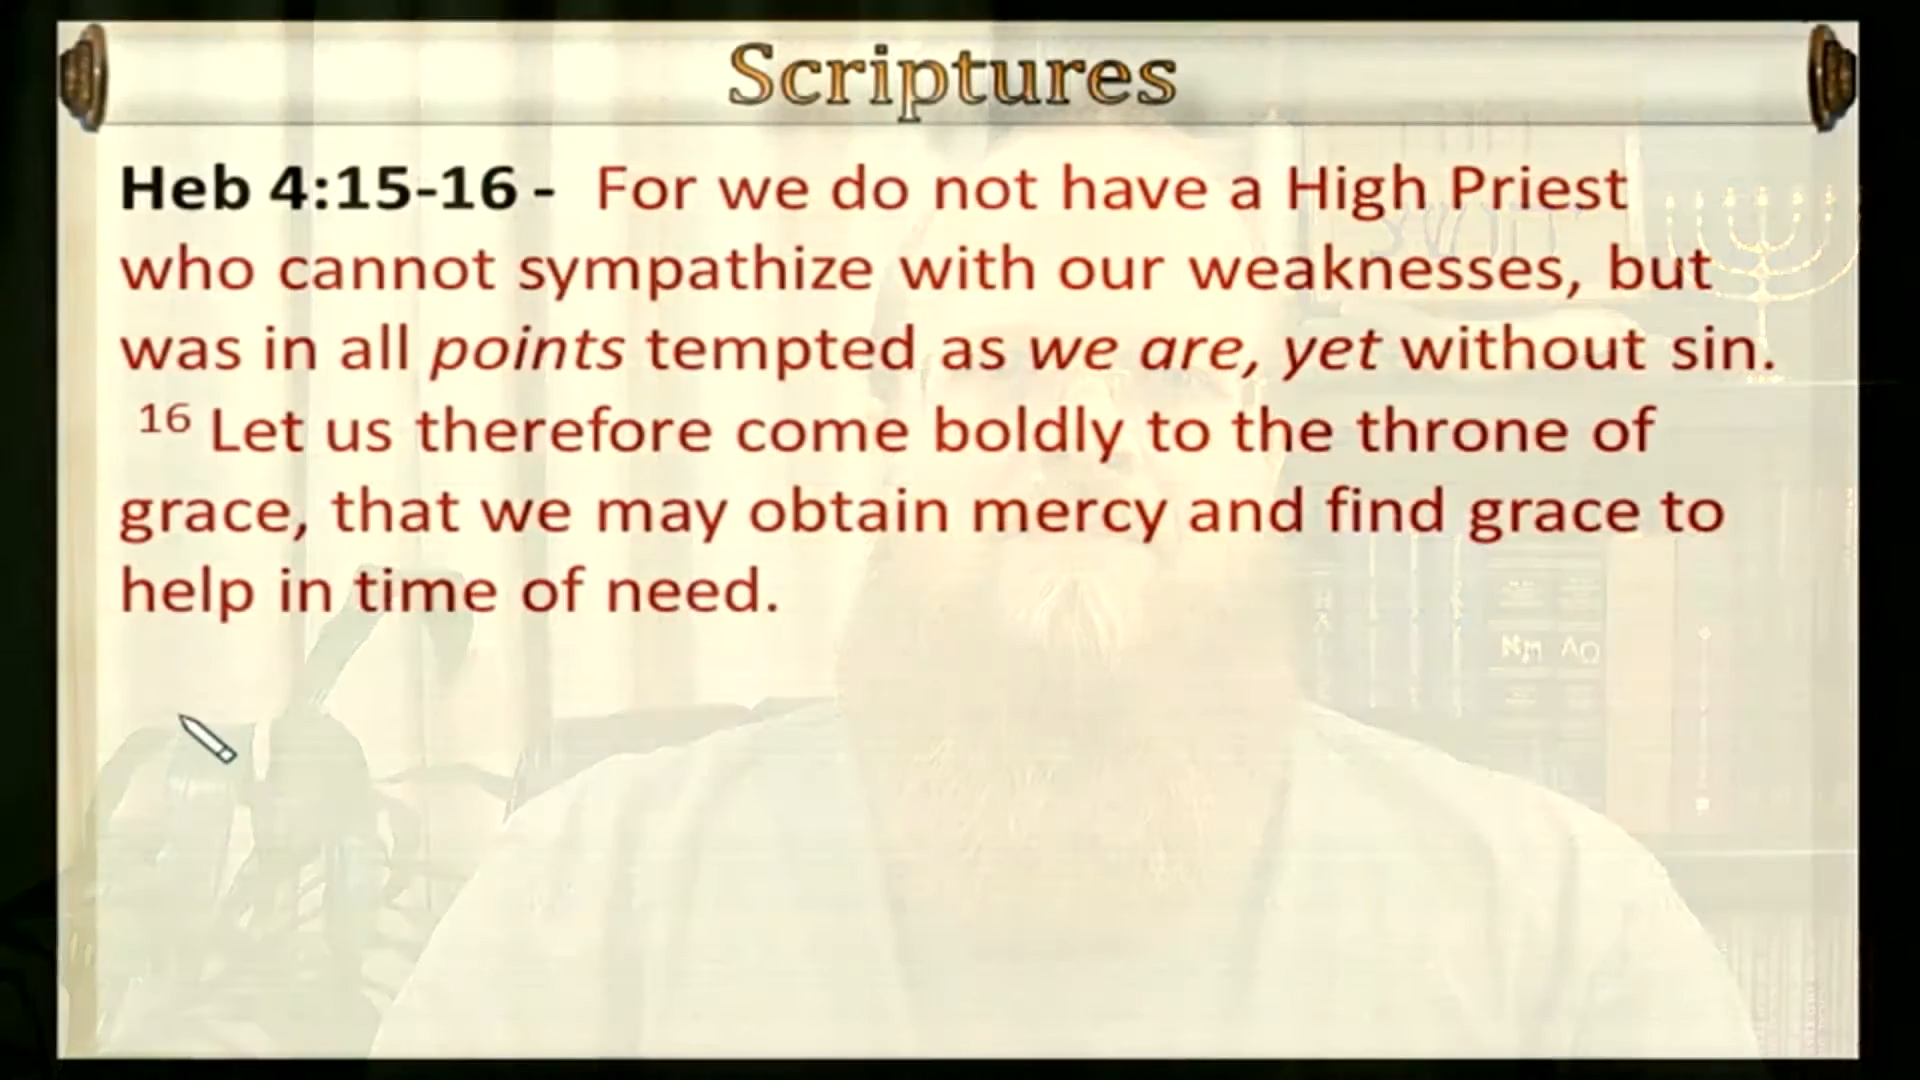 Scriptures
Heb 4:15-16 - For we do not have a High Priest
who cannot sympathize with our weaknesses, but
was in all points tempted as we are, yet without sin.
16 Let us therefore come boldly to the throne of
grace, that we may obtain mercy and find grace to
help in time of need.